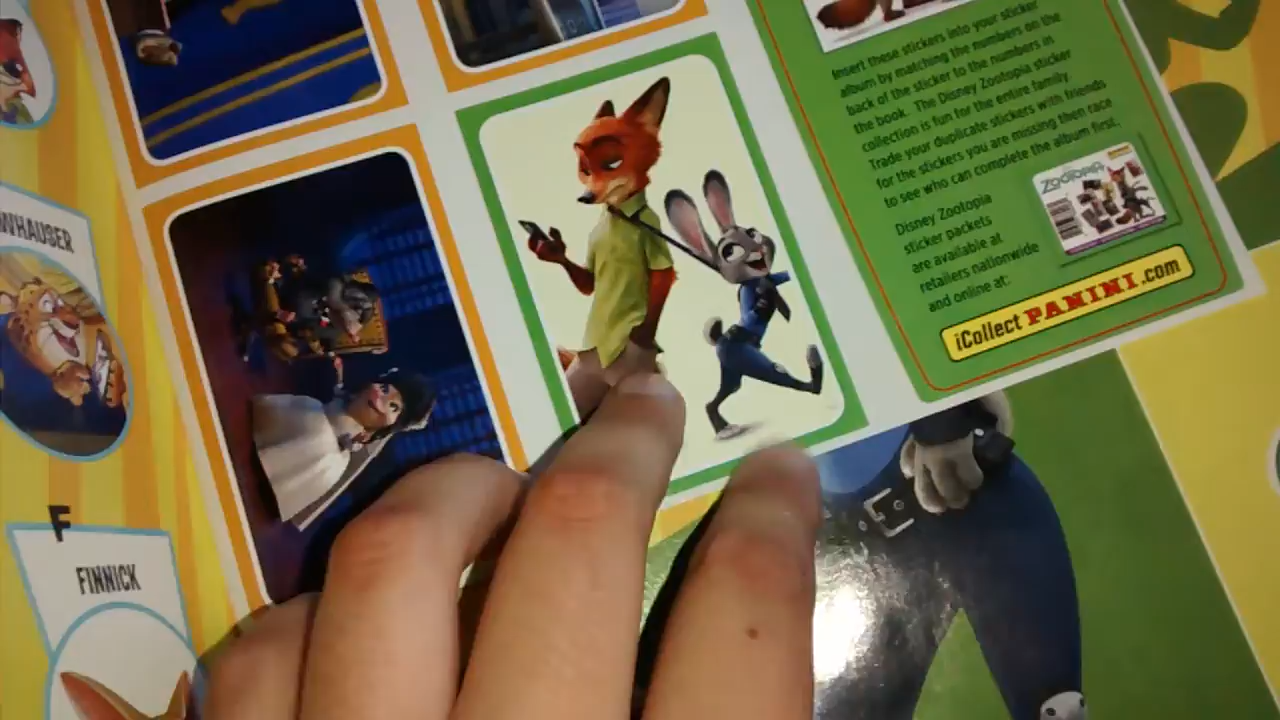 Insert these stickers into your sticker
album by matching the numbers on the
back of the sticker to the numbers in
the book. The Disney Zootopia sticker
collection is fun for the entire family.
Trade your duplicate stickers with friends
for the stickers you are missing then race
to see who can complete the album first.
Disney Zootopia
sticker packets
are available at
retailers nationwide
and online at:
ZOOTOPIA
iCollect PANINI.com
WHAUSER
F
FINNICK